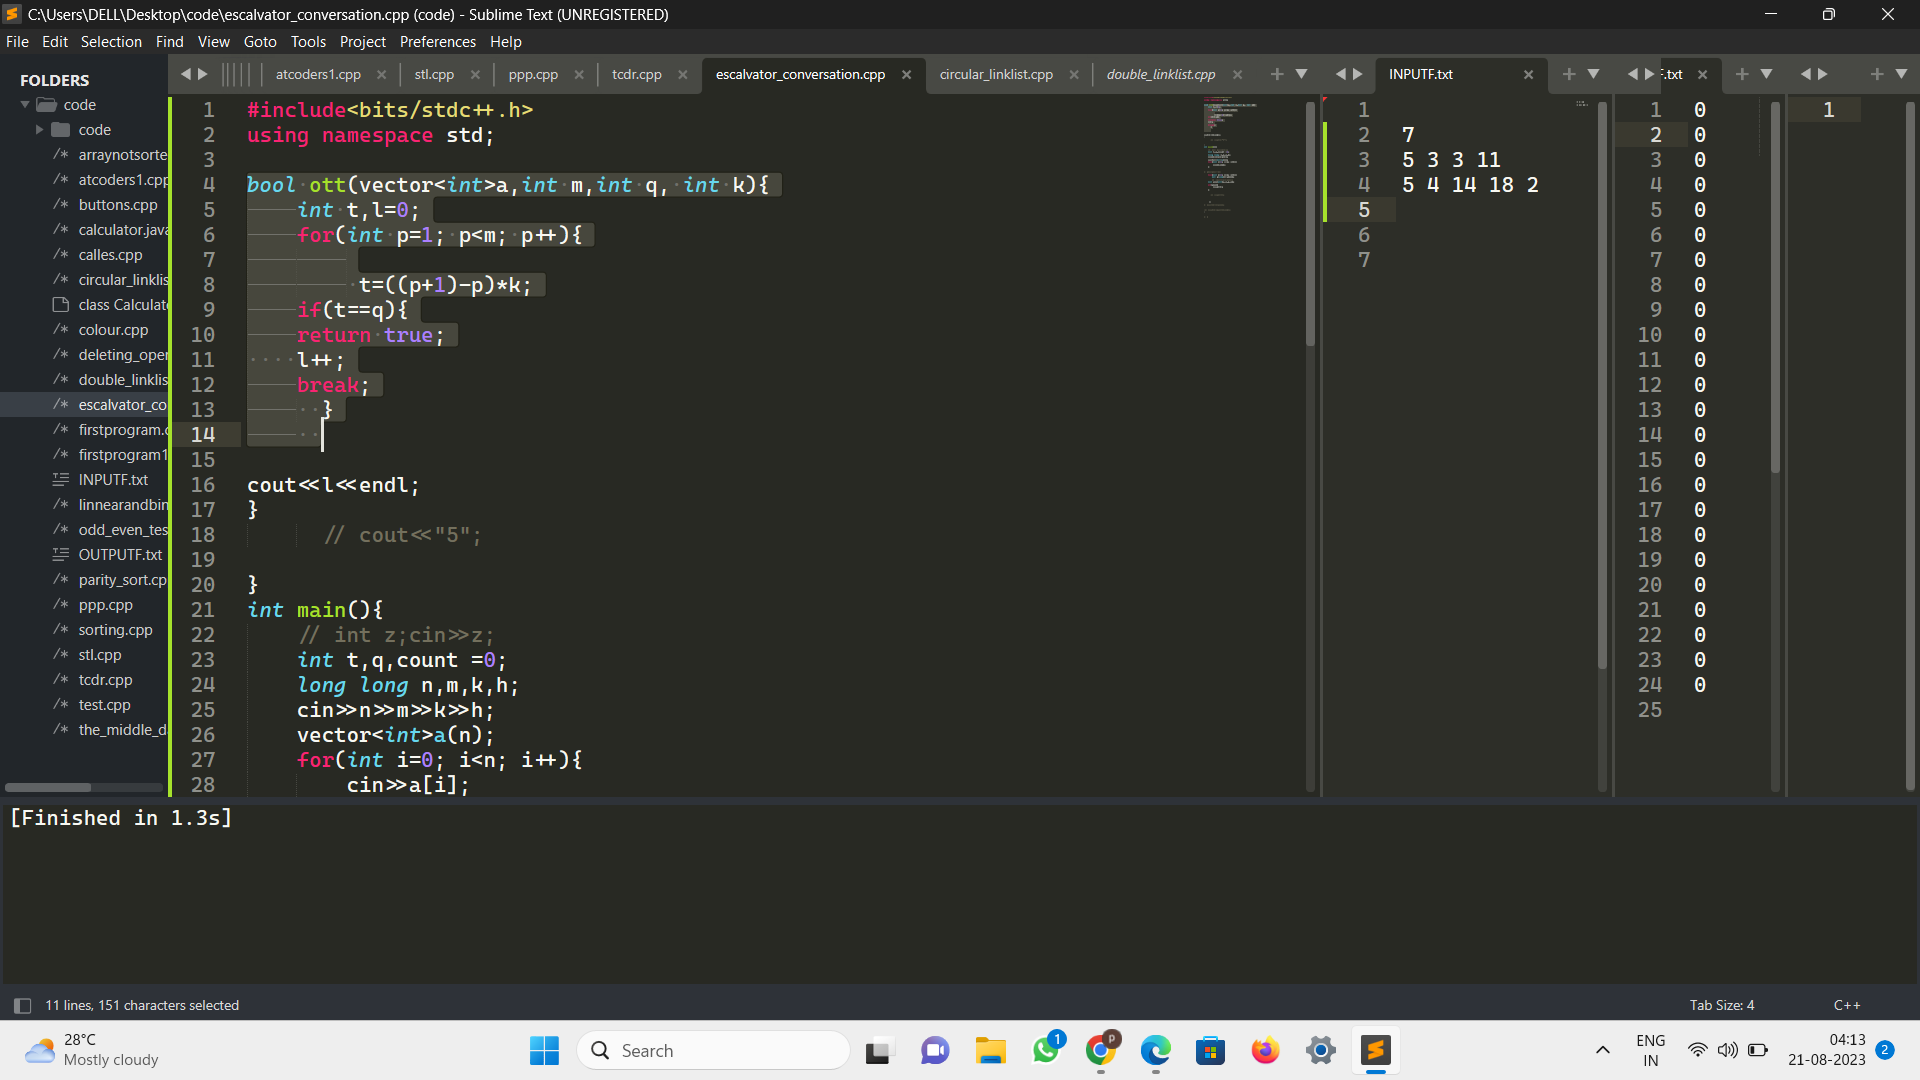 C:\Users\DELL\Desktop\code\escalvator_conversation.cpp (code) - Sublime Text (UNREGISTERED)
File Edit Selection Find View Goto Tools Project Preferences Help
FOLDERS
code
code
arraynotsorte
atcoders1.cpp
buttons.cpp
calculator.java
calles.cpp
circular_linklis
class Calculat
colour.cpp
deleting_oper
double_linklis
escalvator_co
firstprogram.c
firstprogram1
INPUTF.txt
linnearandbin
odd_even_tes
OUTPUTF.txt
parity_sort.cp
ppp.cpp
sorting.cpp
stl.cpp
tcdr.cpp
test.cpp
the_middle_d
atcoders1.cpp stl.cpp ppp.cpp tcdr.cpp escalvator_conversation.cpp circular_linklist.cpp double_linklist.cpp
1 #include<bits/stdc++.h>
2 using namespace std;
3
4 bool ott(vector<int>a,int m,int q, int k){
5 int t,l=0;
6 for(int p=1; p<m; p++){
7
8 t=((p+1)-p)*k;
9 if(t==q){
10 return true;
11 l++;
12 break;
13 }
14
15
16 cout<<l<<endl;
17 }
18 // cout<<"5";
19
20 }
21 int main(){
22 // int z;cin>>z;
23 int t,q,count =0;
24 long long n,m,k,h;
25 cin>>n>>m>>k>>h;
26 vector<int>a(n);
27 for(int i=0; i<n; i++){
28 cin>>a[i];
INPUTF.txt
1
2 7
3 5 3 3 11
4 5 4 14 18 2
5
6
7
F.txt
1 0
2 0
3 0
4 0
5 0
6 0
7 0
8 0
9 0
10 0
11 0
12 0
13 0
14 0
15 0
16 0
17 0
18 0
19 0
20 0
21 0
22 0
23 0
24 0
25
1
[Finished in 1.3s]
11 lines, 151 characters selected
Tab Size: 4 C++
28°C
Mostly cloudy
Search
1
P
ENG
IN
04:13
21-08-2023
2